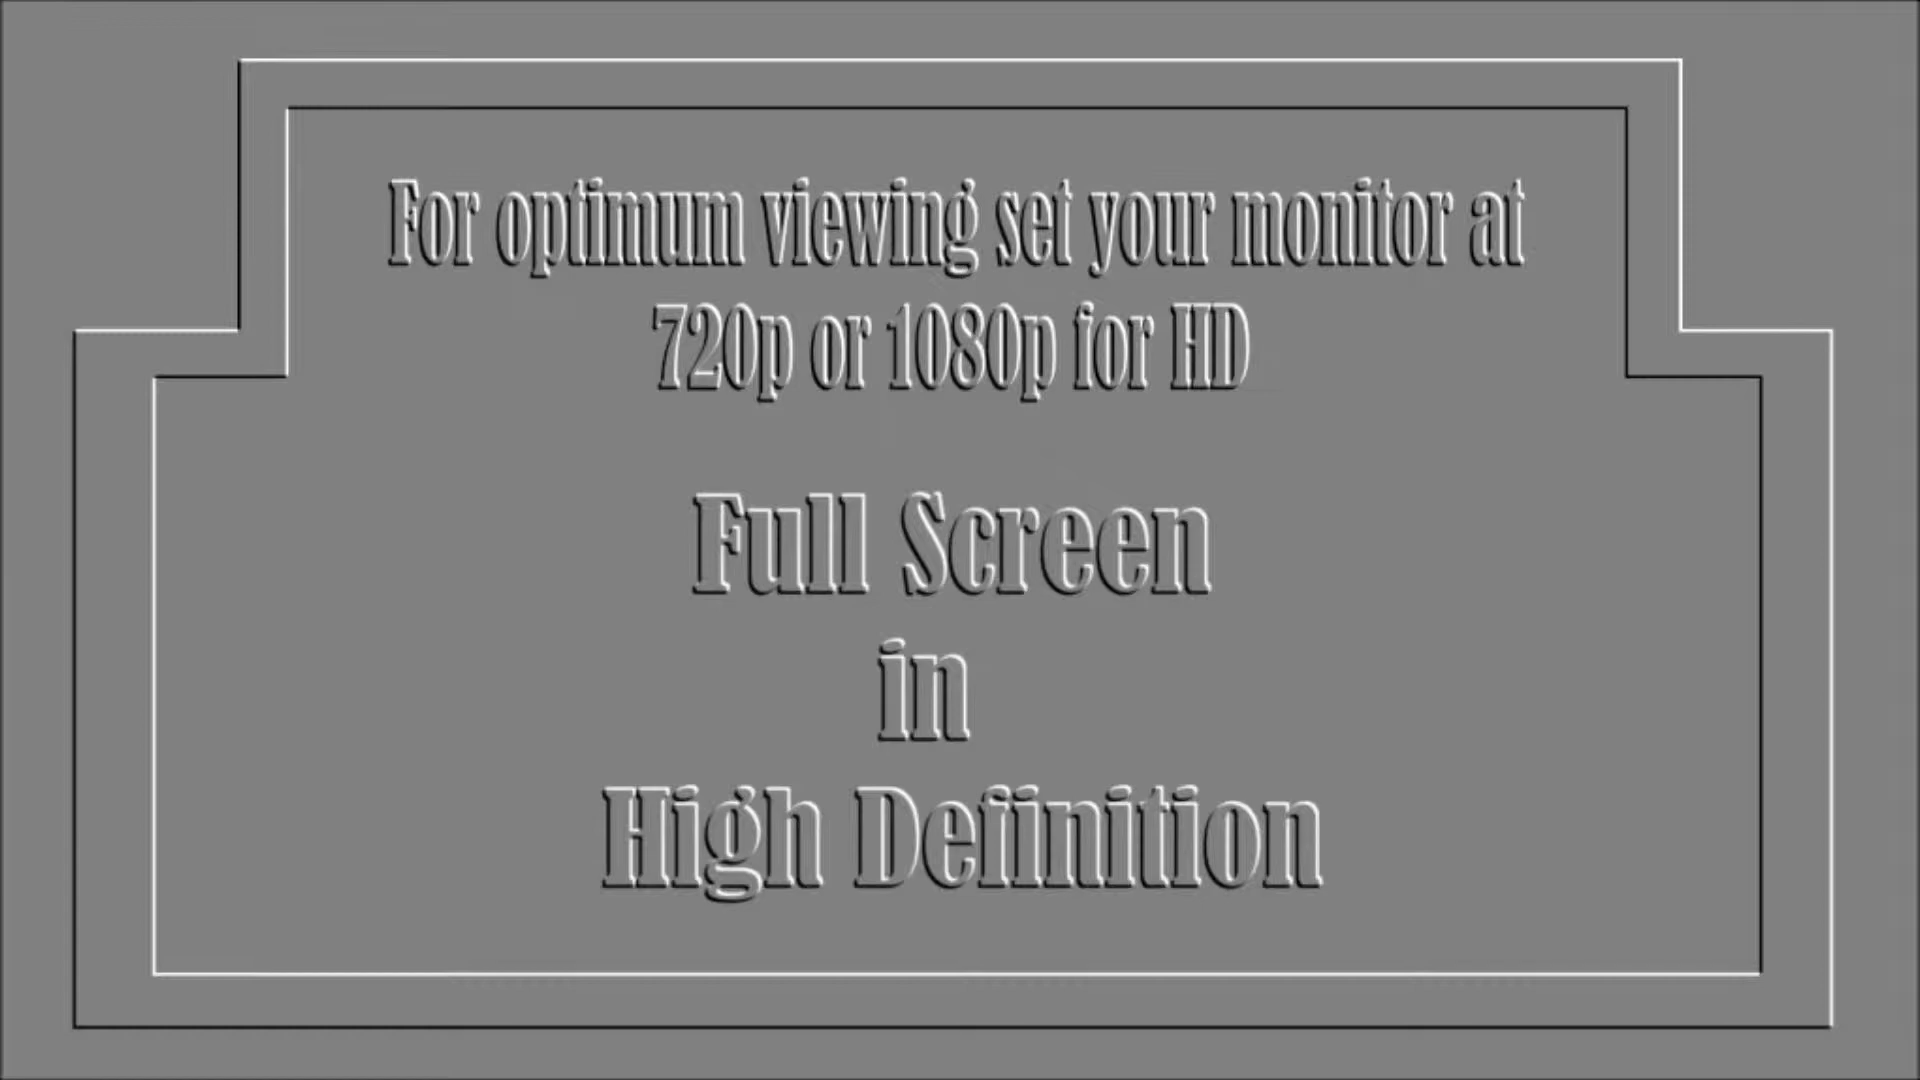 For optimum viewing set your monitor at
720p or 1080p for HD
Full Screen
in
High Definition